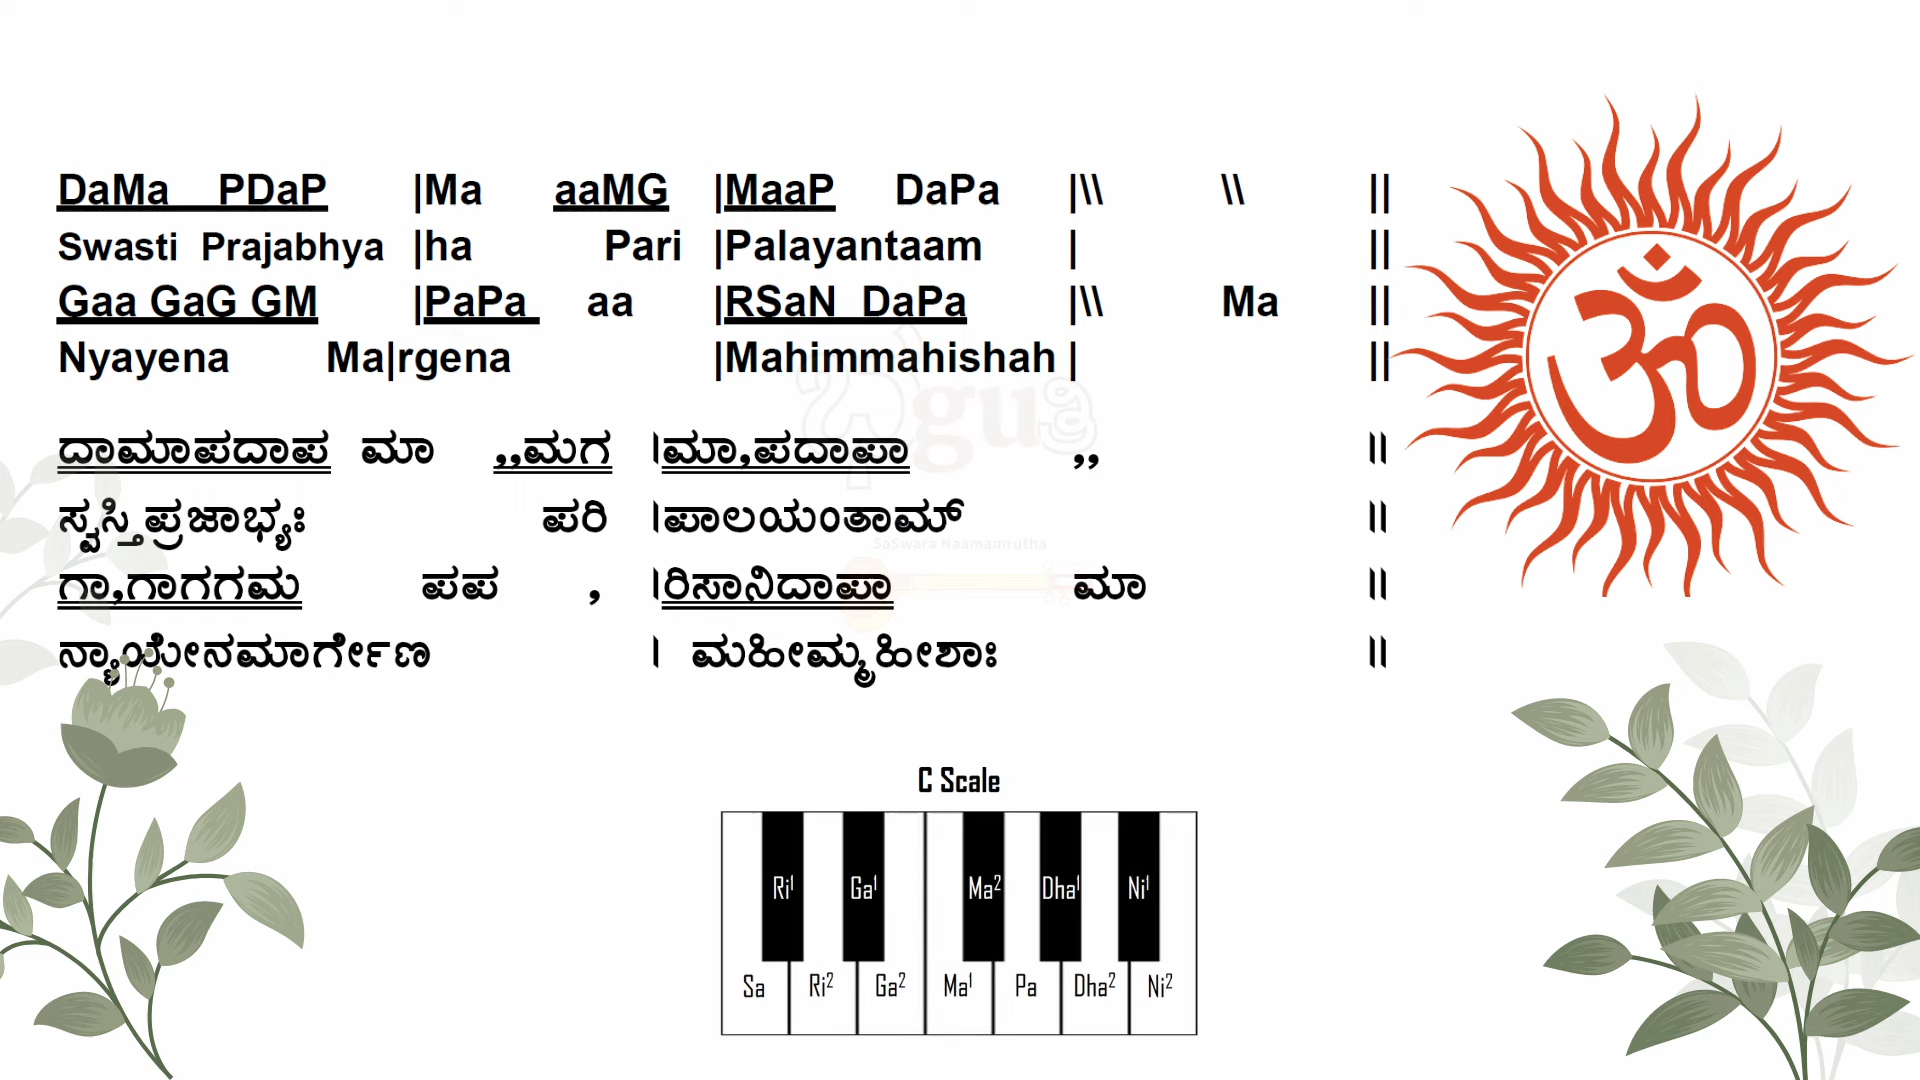 DaMa PDaP |Ma aaMG |MaaP DaPa |\\ \\ ||
Swasti Prajabhya |ha Pari |Palayantaam | ||
Gaa GaG GM |PaPa aa |RSaN DaPa |\\ Ma ||
Nyayena Ma|rgena |Mahimmahishah | ||
ದಾಮಾಪದಾಪ ಮಾ ,,ಮಗ |ಮಾ,ಪದಾಪಾ ,, ||
ಸ್ವಸ್ತಿಪ್ರಜಾಭ್ಯಃ ಪರಿ |ಪಾಲಯಂತಾಮ್ ||
ಗಾ,ಗಾಗಗಮ ಪಪ , |ರಿಸಾನಿದಾಪಾ ಮಾ ||
ನ್ಯಾಯೇನಮಾರ್ಗೇಣ | ಮಹೀಮ್ಮಹೀಶಾಃ ||
SaSwara Naamamrutha
C Scale
Ri1 Ga1 Ma2 Dha1 Ni1
Sa Ri2 Ga2 Ma1 Pa Dha2 Ni2